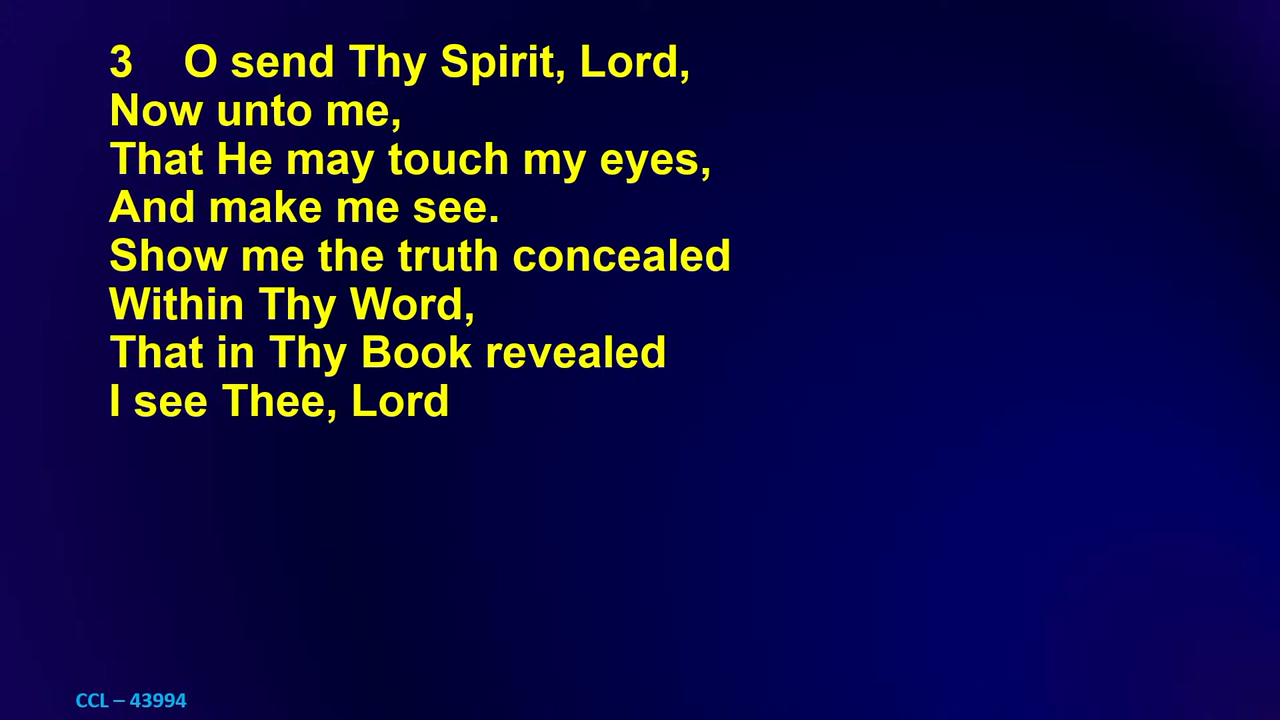 3 O send Thy Spirit, Lord,
Now unto me,
That He may touch my eyes,
And make me see.
Show me the truth concealed
Within Thy Word,
That in Thy Book revealed
I see Thee, Lord
CCL – 43994